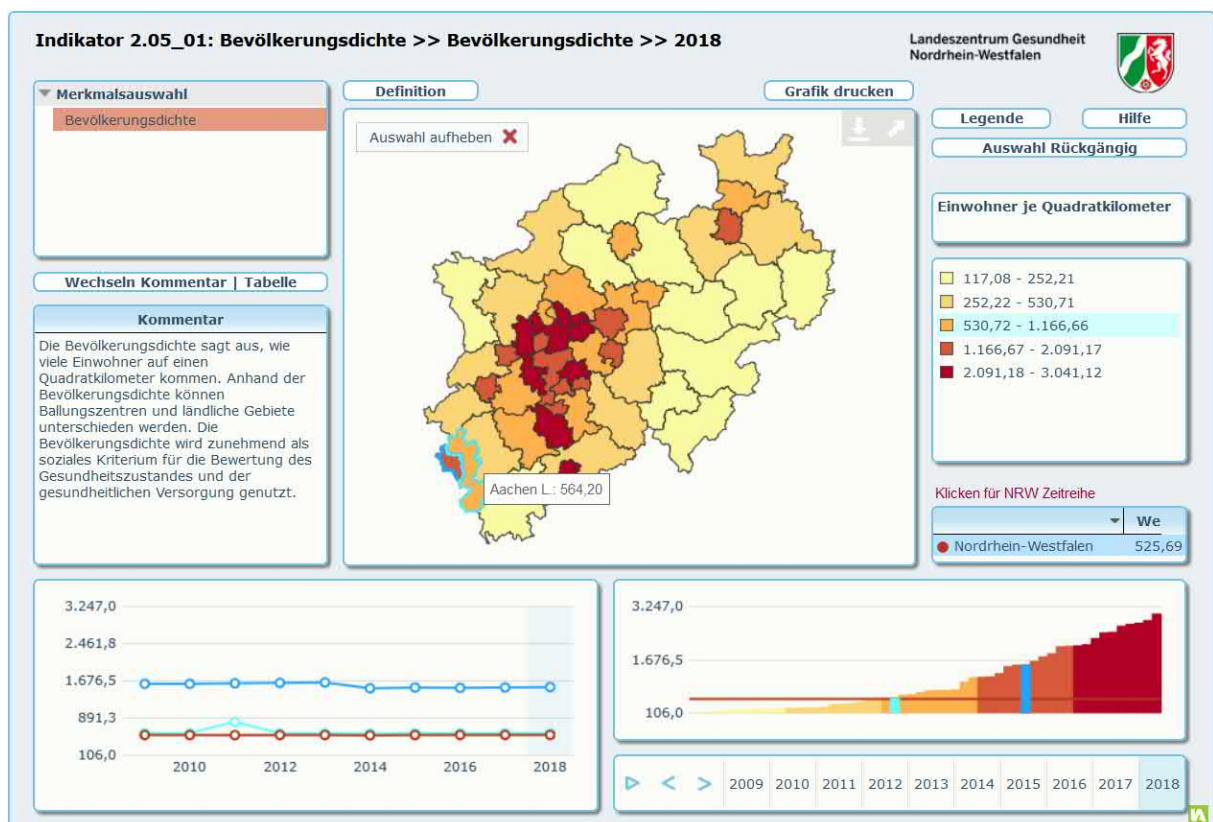 Indikator 2.05_01: Bevölkerungsdichte >> Bevölkerungsdichte >> 2018
Landeszentrum Gesundheit
Nordrhein-Westfalen
Merkmalsauswahl
Bevölkerungsdichte
Wechseln Kommentar | Tabelle
Kommentar
Die Bevölkerungsdichte sagt aus, wie
viele Einwohner auf einen
Quadratkilometer kommen. Anhand der
Bevölkerungsdichte können
Ballungszentren und ländliche Gebiete
unterschieden werden. Die
Bevölkerungsdichte wird zunehmend als
soziales Kriterium für die Bewertung des
Gesundheitszustandes und der
gesundheitlichen Versorgung genutzt.
Definition
Grafik drucken
Auswahl aufheben
Aachen L.: 564,20
Legende
Hilfe
Auswahl Rückgängig
Einwohner je Quadratkilometer
117,08 - 252,21
252,22 - 530,71
530,72 - 1.166,66
1.166,67 - 2.091,17
2.091,18 - 3.041,12
Klicken für NRW Zeitreihe
We
Nordrhein-Westfalen 525,69
3.247,0
2.461,8
1.676,5
891,3
106,0
2010 2012 2014 2016 2018
3.247,0
1.676,5
106,0
2009 2010 2011 2012 2013 2014 2015 2016 2017 2018